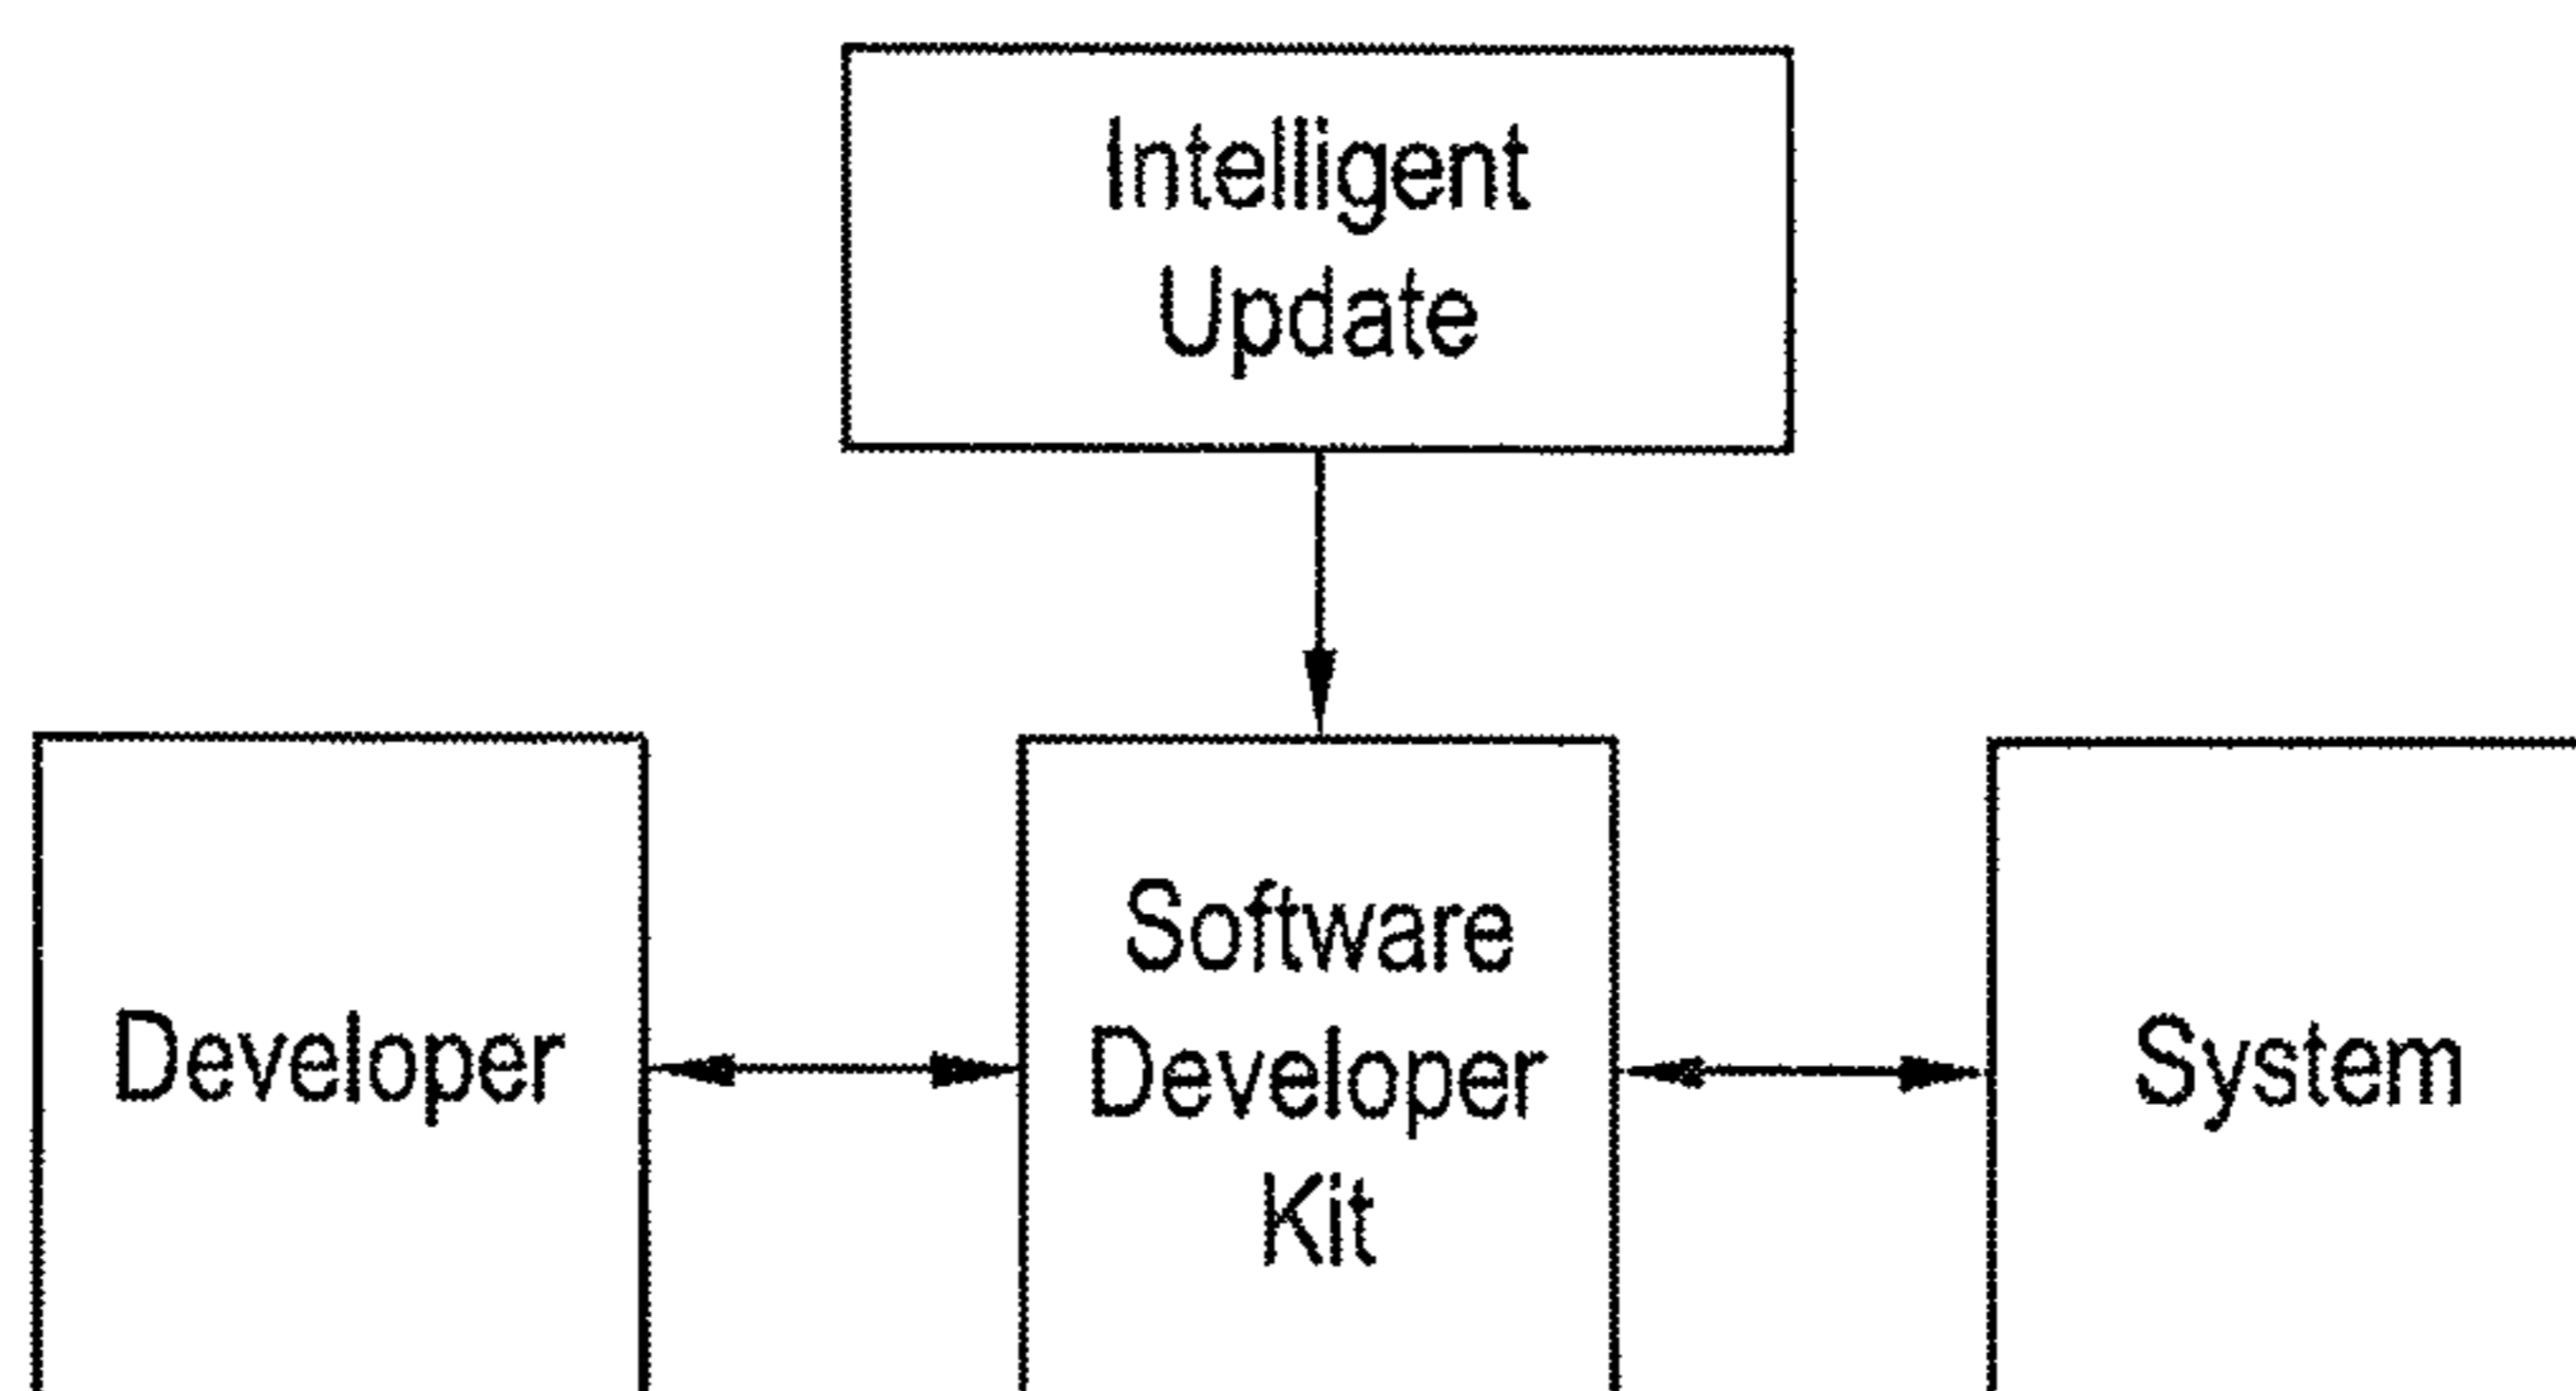 Intelligent
Update
Developer
Software
Developer
Kit
System